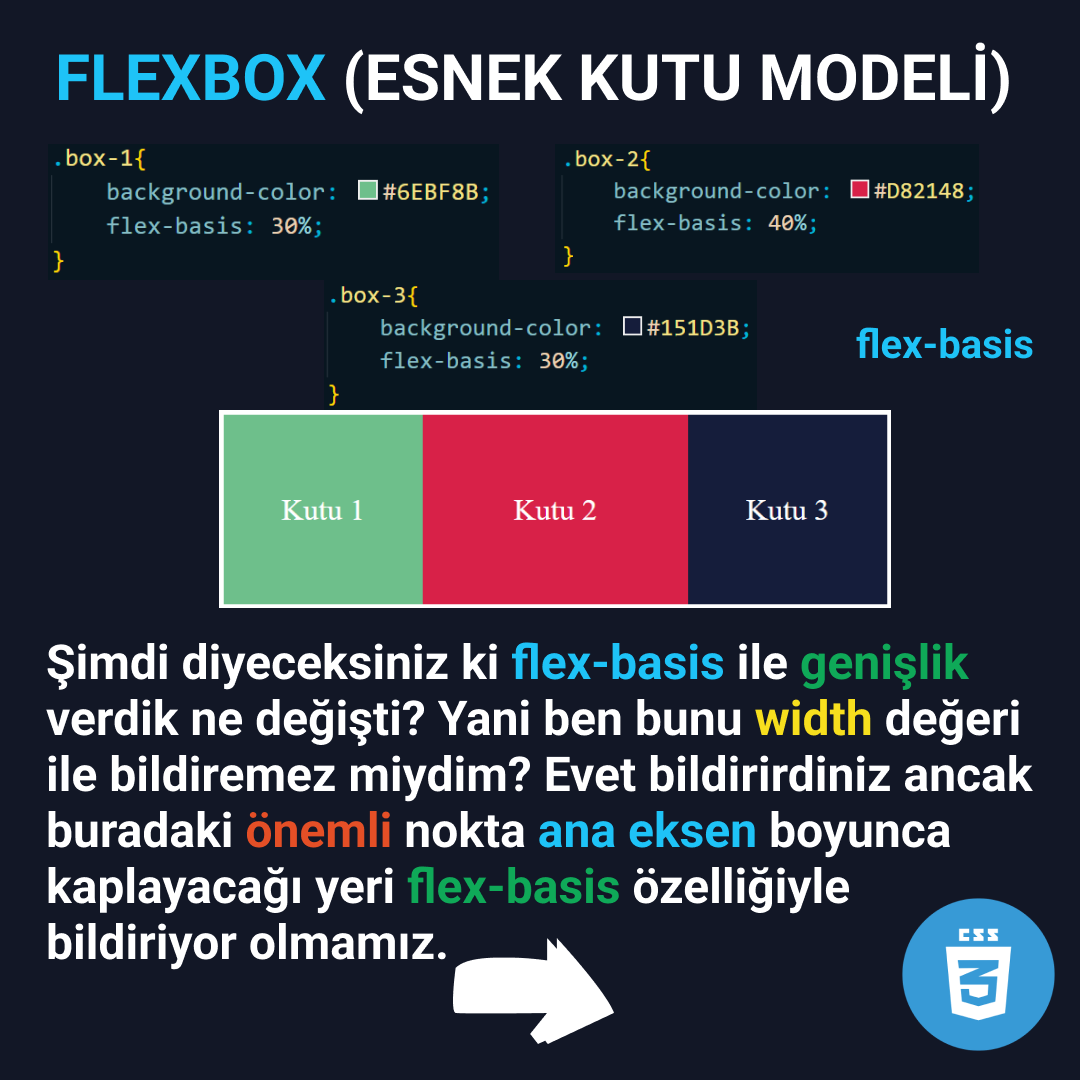 FLEXBOX (ESNEK KUTU MODELİ)
.box-1{
background-color: #6EBF8B;
flex-basis: 30%;
}
.box-2{
background-color: #D82148;
flex-basis: 40%;
}
.box-3{
background-color: #151D3B;
flex-basis: 30%;
}
flex-basis
Kutu 1 Kutu 2 Kutu 3
Şimdi diyeceksiniz ki flex-basis ile genişlik
verdik ne değişti? Yani ben bunu width değeri
ile bildiremez miydim? Evet bildirirdiniz ancak
buradaki önemli nokta ana eksen boyunca
kaplayacağı yeri flex-basis özelliğiyle
bildiriyor olmamız.
CSS
3